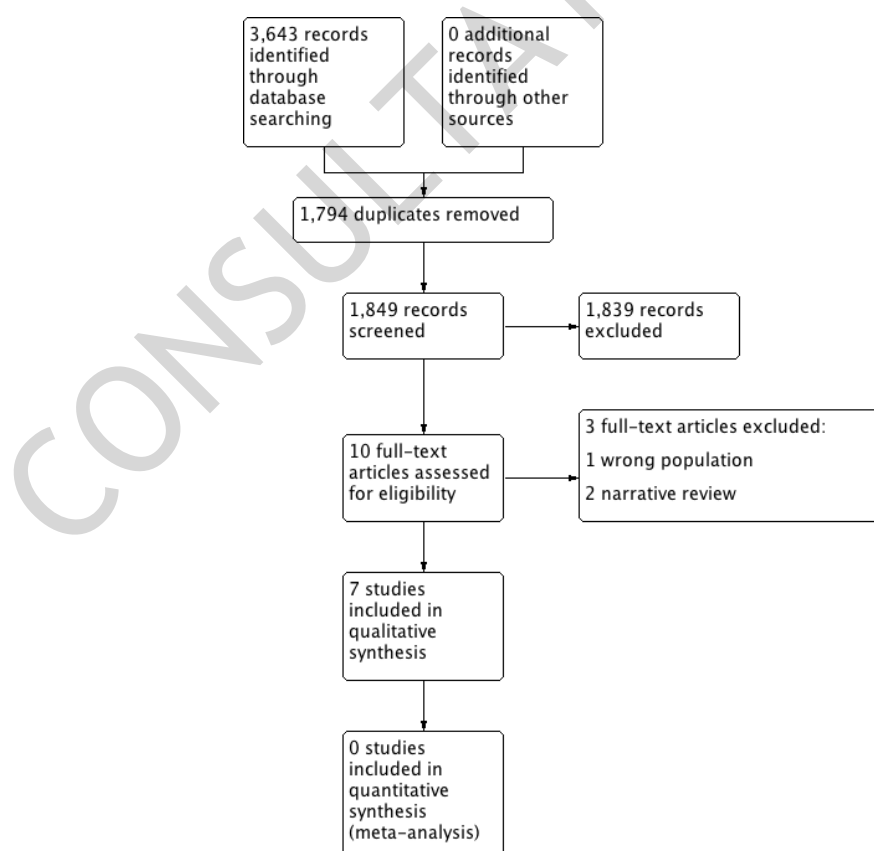 3,643 records
identified
through
database
searching
0 additional
records
identified
through other
sources
1,794 duplicates removed
1,849 records
screened
1,839 records
excluded
10 full-text
articles assessed
for eligibility
3 full-text articles excluded:
1 wrong population
2 narrative review
7 studies
included in
qualitative
synthesis
0 studies
included in
quantitative
synthesis
(meta-analysis)
CONSULTA